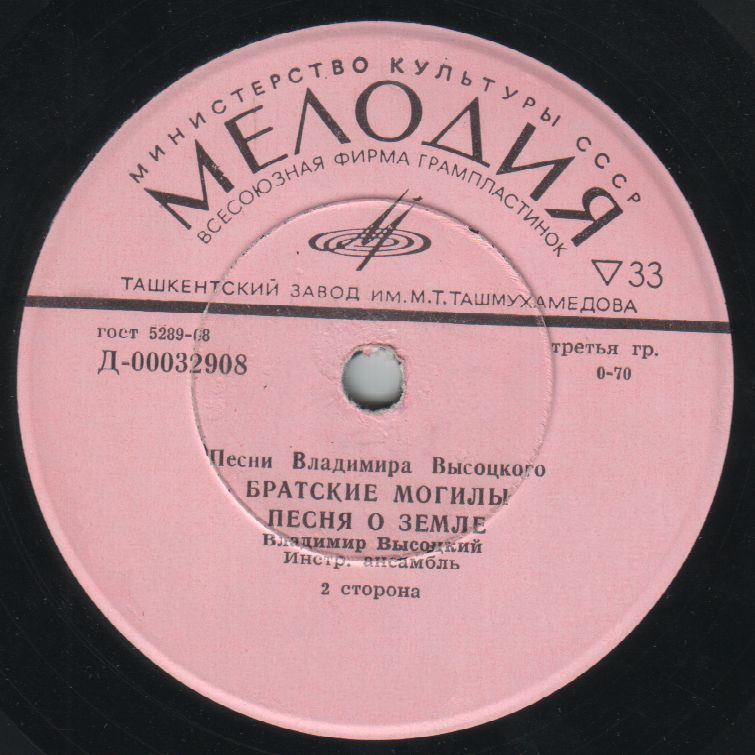 МИНИСТЕРСТВО КУЛЬТУРЫ СССР
МЕЛОДИЯ
ВСЕСОЮЗНАЯ ФИРМА ГРАМПЛАСТИНОК
▽33
ТАШКЕНТСКИЙ ЗАВОД ИМ. М. Т. ТАШМУХАМЕДОВА
гост 5289-68
третья гр.
Д-00032908
0-70
Песни Владимира Высоцкого
БРАТСКИЕ МОГИЛЫ
ПЕСНЯ О ЗЕМЛЕ
Владимир Высоцкий
Инстр. ансамбль
2 сторона